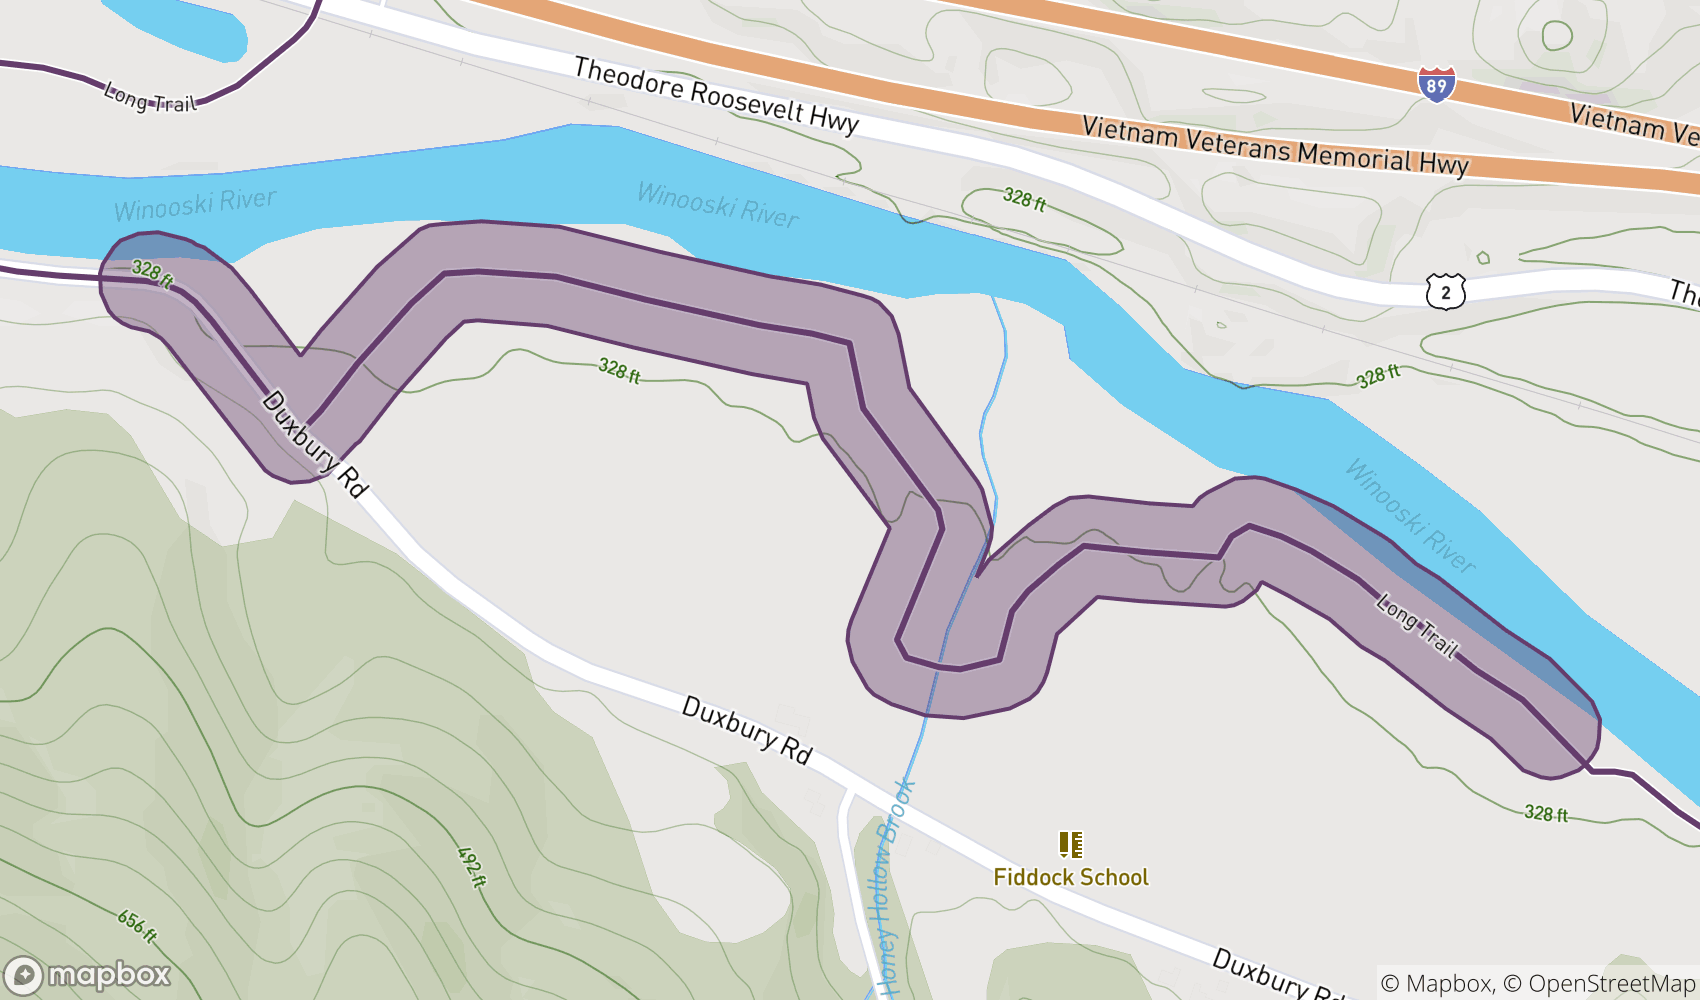 Theodore Roosevelt Hwy
89
Vietnam Ve
Long Trail
Vietnam Veterans Memorial Hwy
Winooski River
Winooski River
328 ft
328 ft
2
The
328 ft
328 ft
Duxbury Rd
Winooski River
Long Trail
Duxbury Rd
328 ft
Honey Hollow Brook
492 ft
Fiddock School
656 ft
Duxbury Rd
mapbox
© Mapbox, © OpenStreetMap